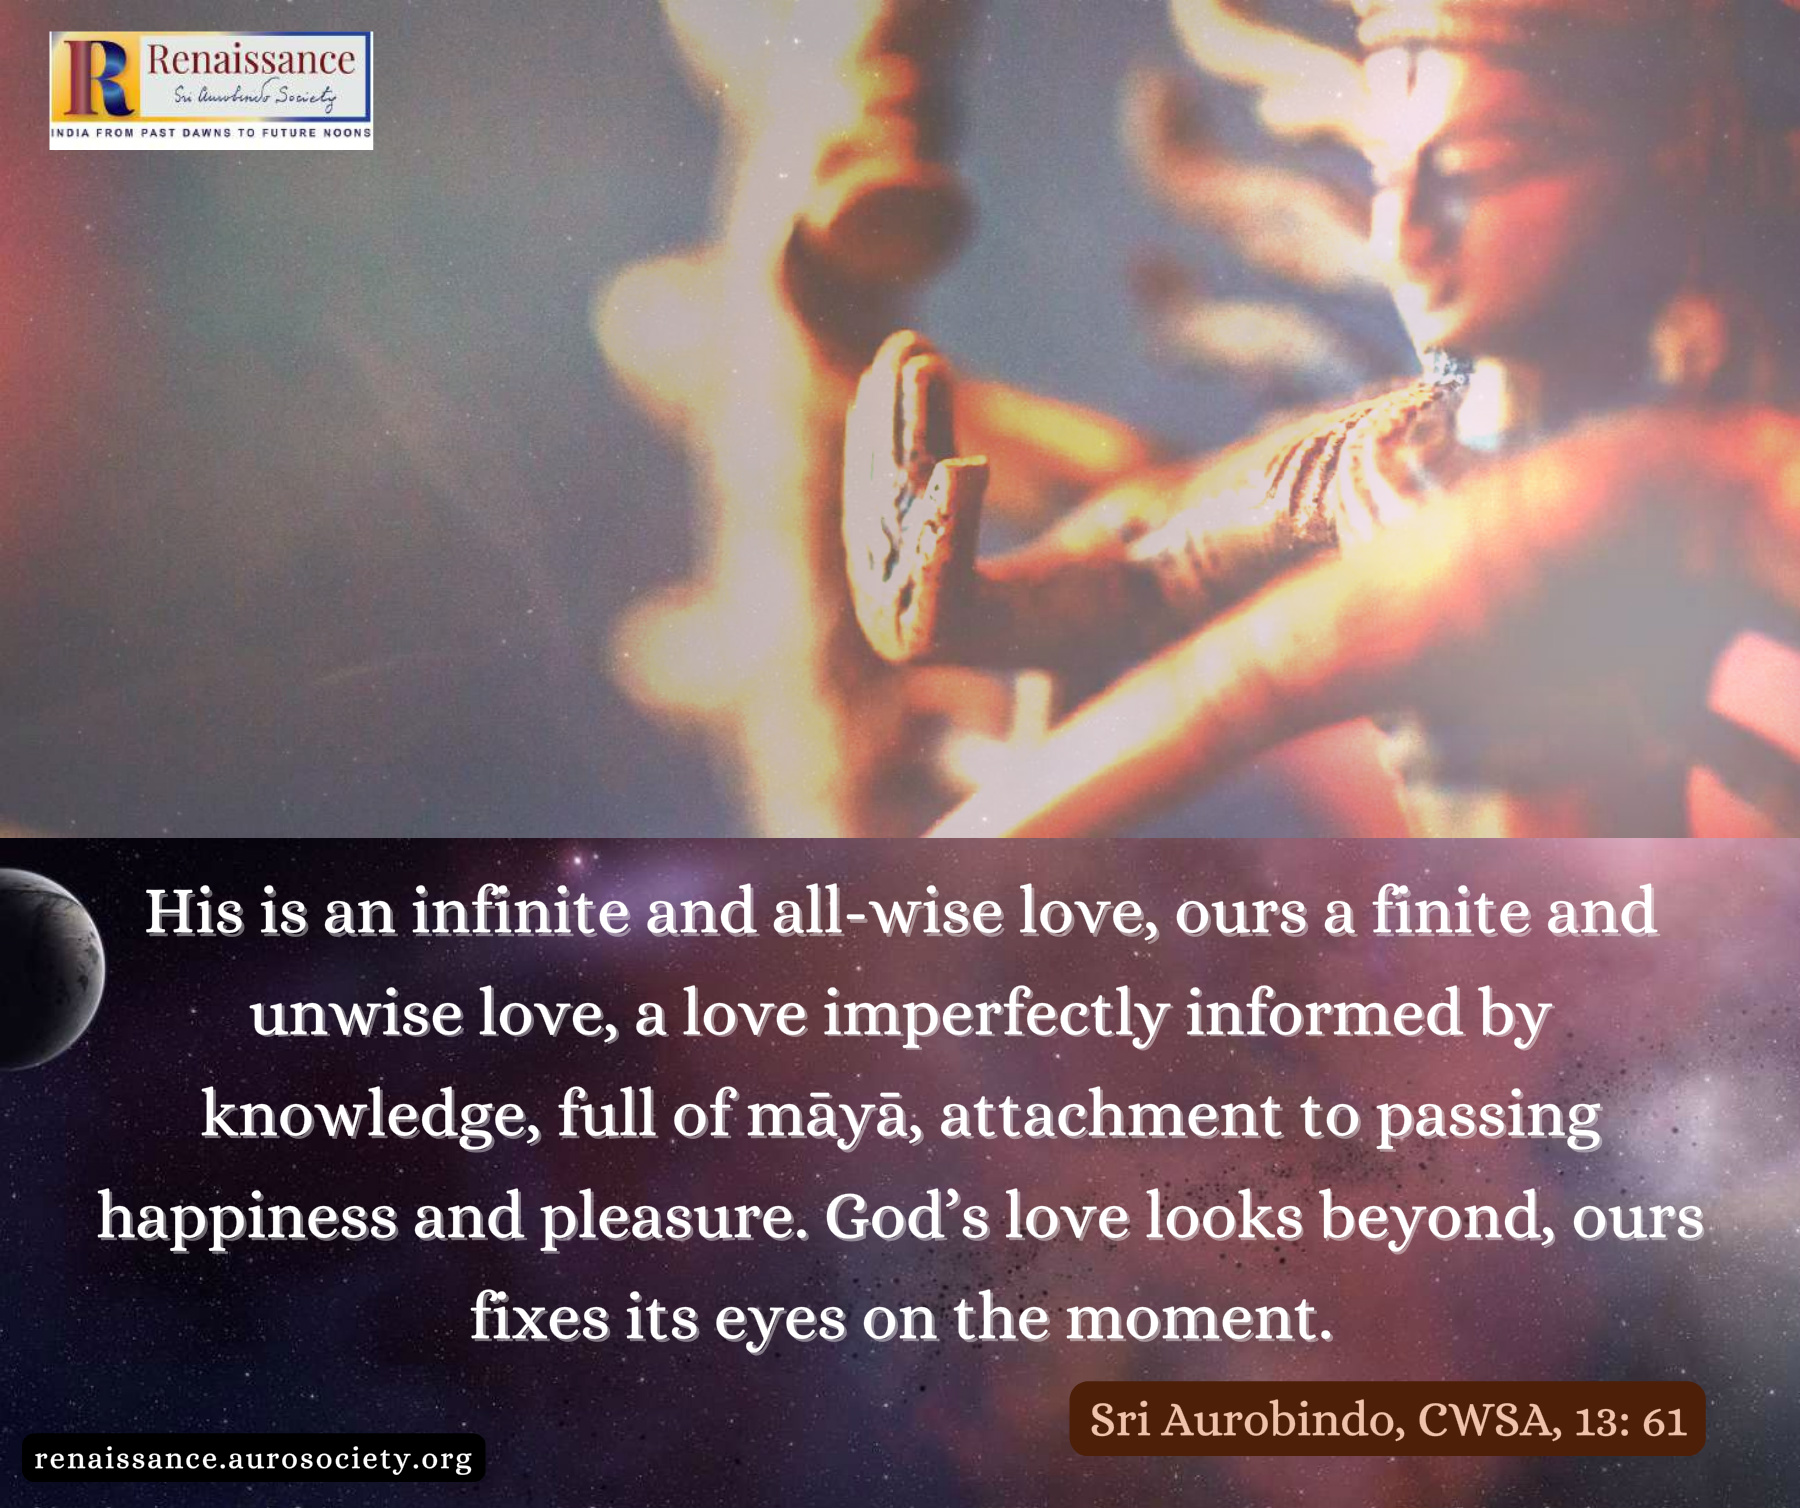 R Renaissance
Sri Aurobindo Society
INDIA FROM PAST DAWNS TO FUTURE NOONS
His is an infinite and all-wise love, ours a finite and
unwise love, a love imperfectly informed by
knowledge, full of māyā, attachment to passing
happiness and pleasure. God’s love looks beyond, ours
fixes its eyes on the moment.
Sri Aurobindo, CWSA, 13: 61
renaissance.aurosociety.org